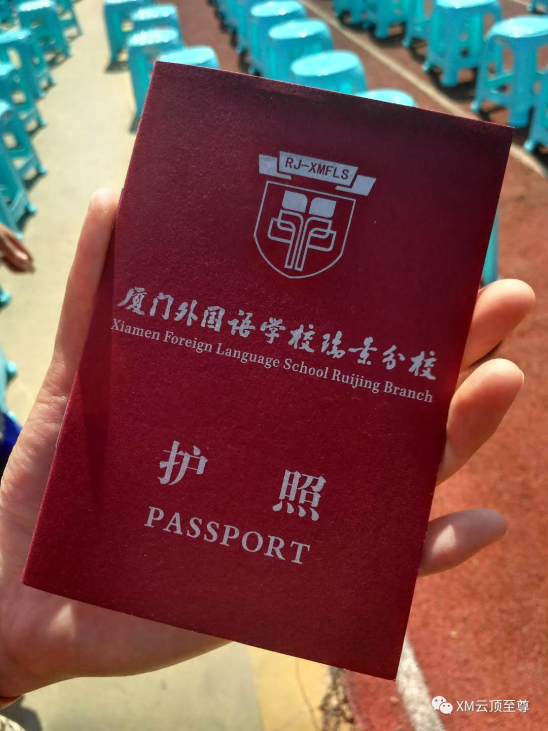 RJ-XMFLS
厦门外国语学校瑞景分校
Xiamen Foreign Language School Ruijing Branch
护照
PASSPORT
XM云顶至尊